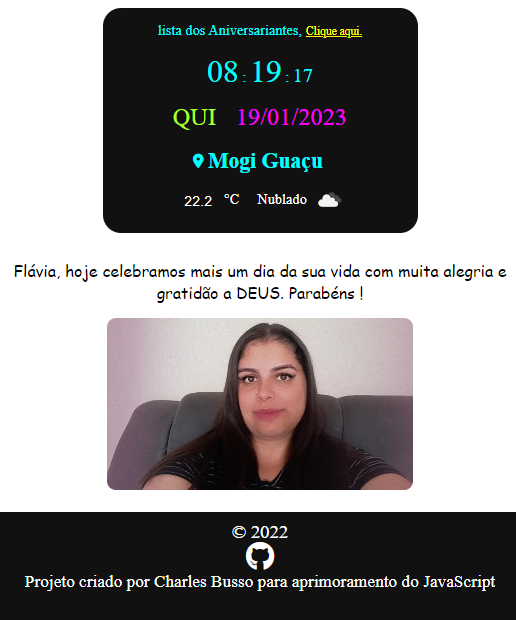 lista dos Aniversariantes, Clique aqui.
08 : 19 : 17
QUI 19/01/2023
Mogi Guaçu
22.2 °C Nublado
Flávia, hoje celebramos mais um dia da sua vida com muita alegria e
gratidão a DEUS. Parabéns !
© 2022
Projeto criado por Charles Busso para aprimoramento do JavaScript